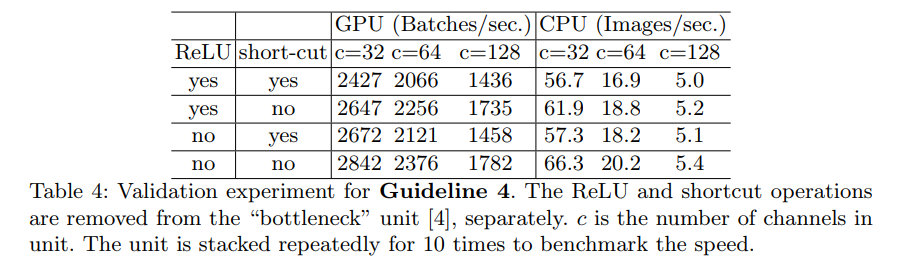 GPU (Batches/sec.) CPU (Images/sec.)
ReLU short-cut c=32 c=64 c=128 c=32 c=64 c=128
yes yes 2427 2066 1436 56.7 16.9 5.0
yes no 2647 2256 1735 61.9 18.8 5.2
no yes 2672 2121 1458 57.3 18.2 5.1
no no 2842 2376 1782 66.3 20.2 5.4
Table 4: Validation experiment for Guideline 4. The ReLU and shortcut operations
are removed from the “bottleneck” unit [4], separately. c is the number of channels in
unit. The unit is stacked repeatedly for 10 times to benchmark the speed.